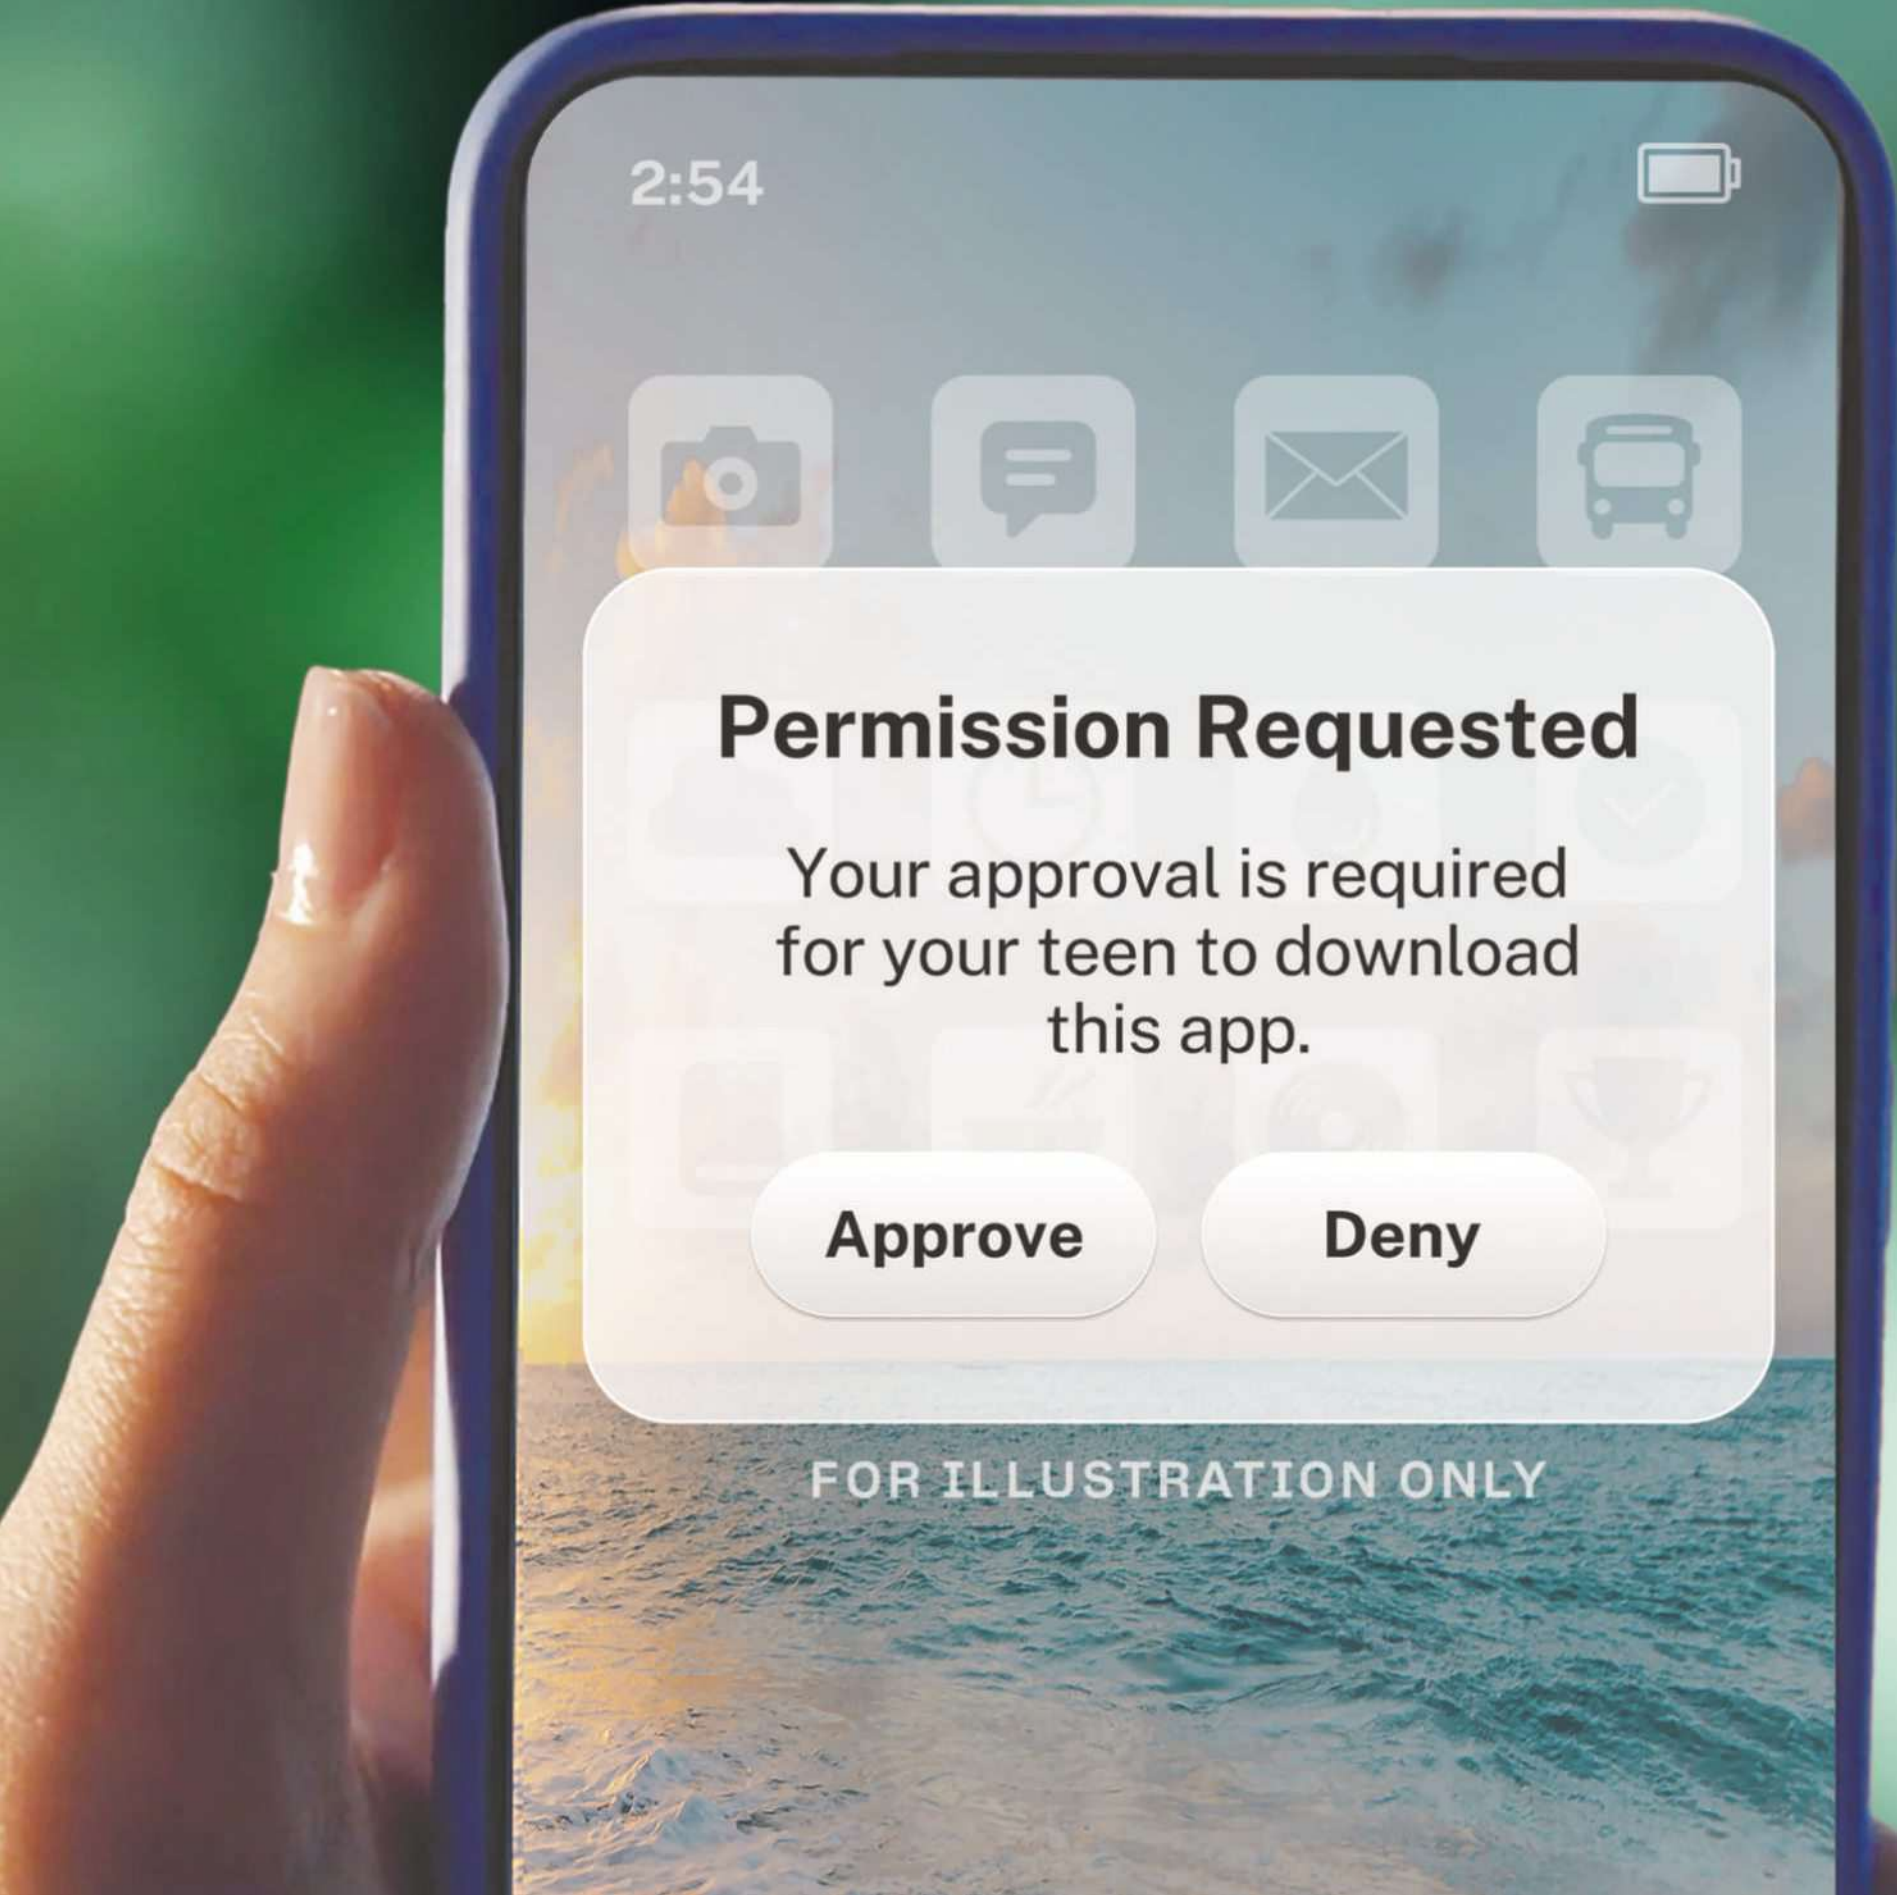 2:54
Permission Requested
Your approval is required
for your teen to download
this app.
Approve
Deny
FOR ILLUSTRATION ONLY